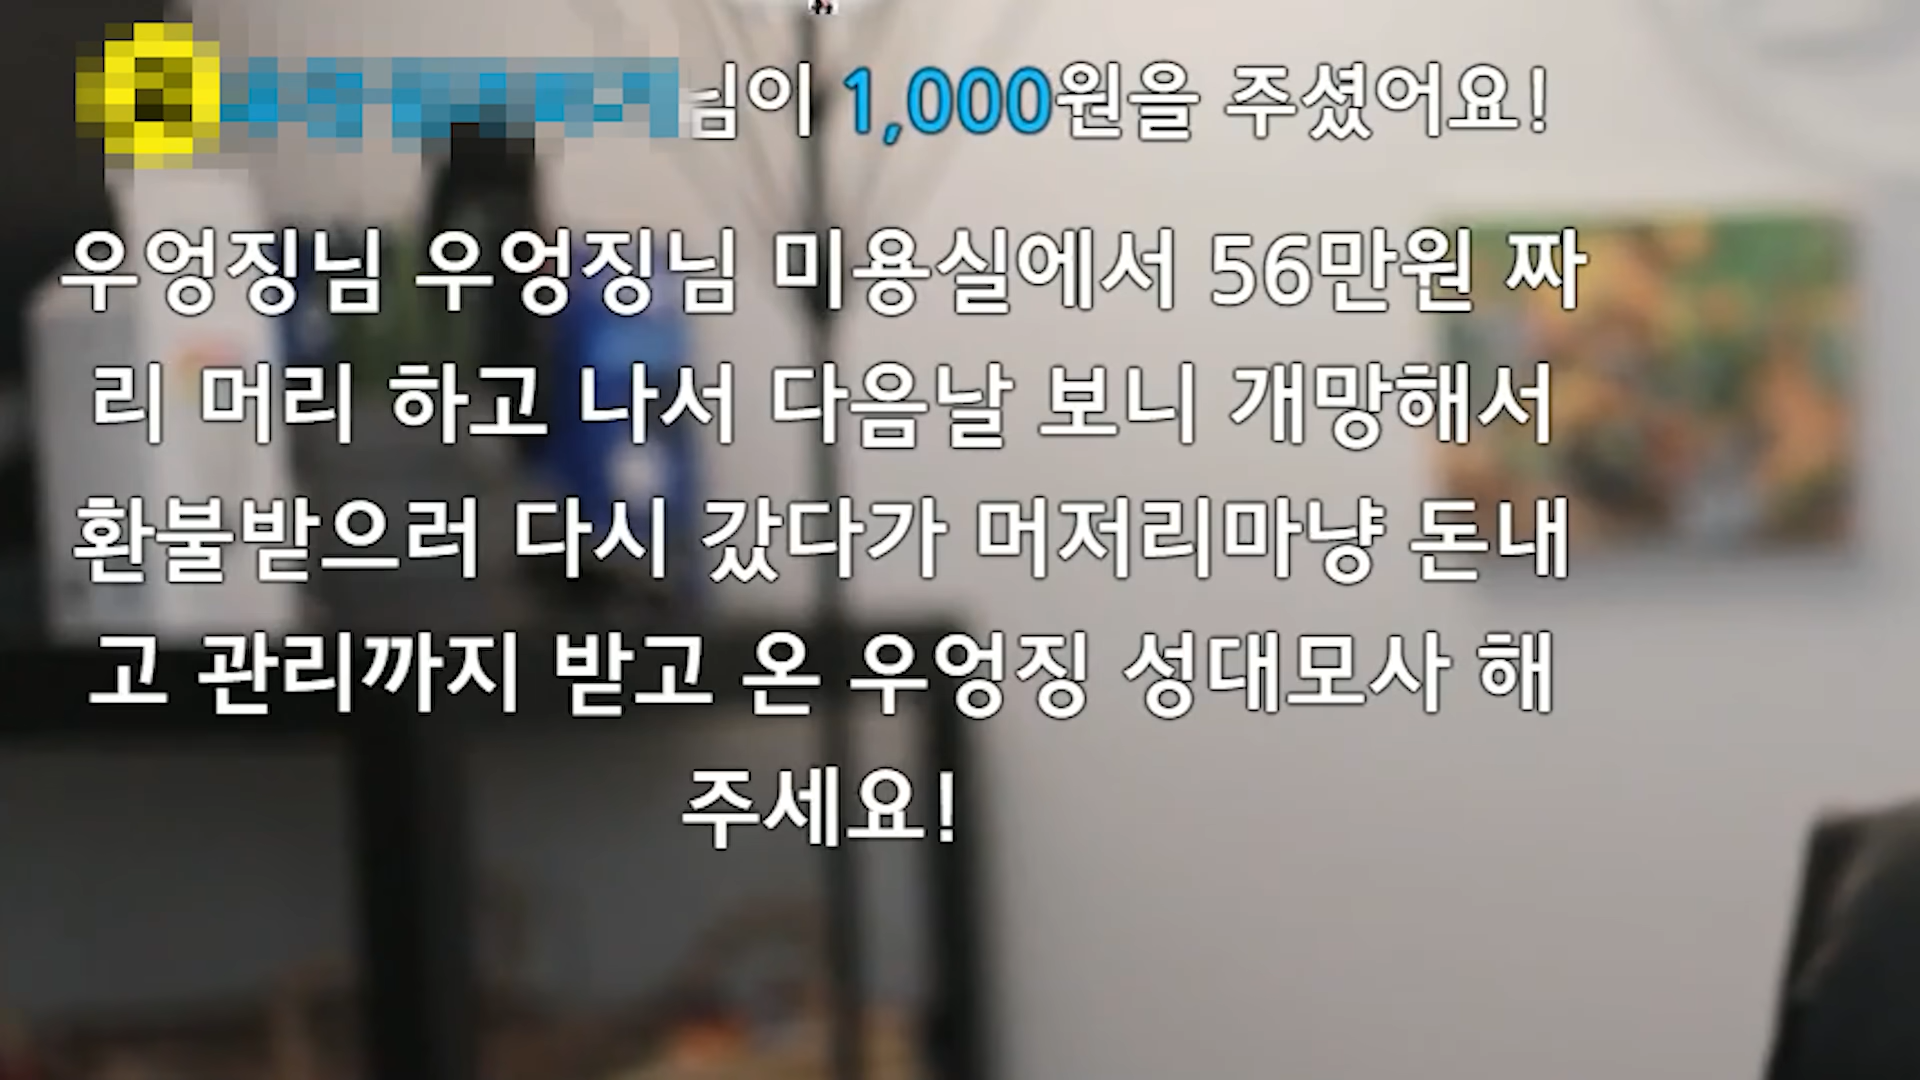 님이 1,000원을 주셨어요!
우엉징님 우엉징님 미용실에서 56만원 짜
리 머리 하고 나서 다음날 보니 개망해서
환불받으러 다시 갔다가 머저리마냥 돈내
고 관리까지 받고 온 우엉징 성대모사 해
주세요!